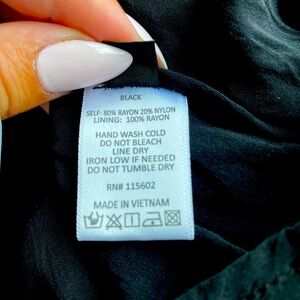 BLACK
SELF: 80% RAYON 20% NYLON
LINING: 100% RAYON
HAND WASH COLD
DO NOT BLEACH
LINE DRY
IRON LOW IF NEEDED
DO NOT TUMBLE DRY
RN# 115602
MADE IN VIETNAM